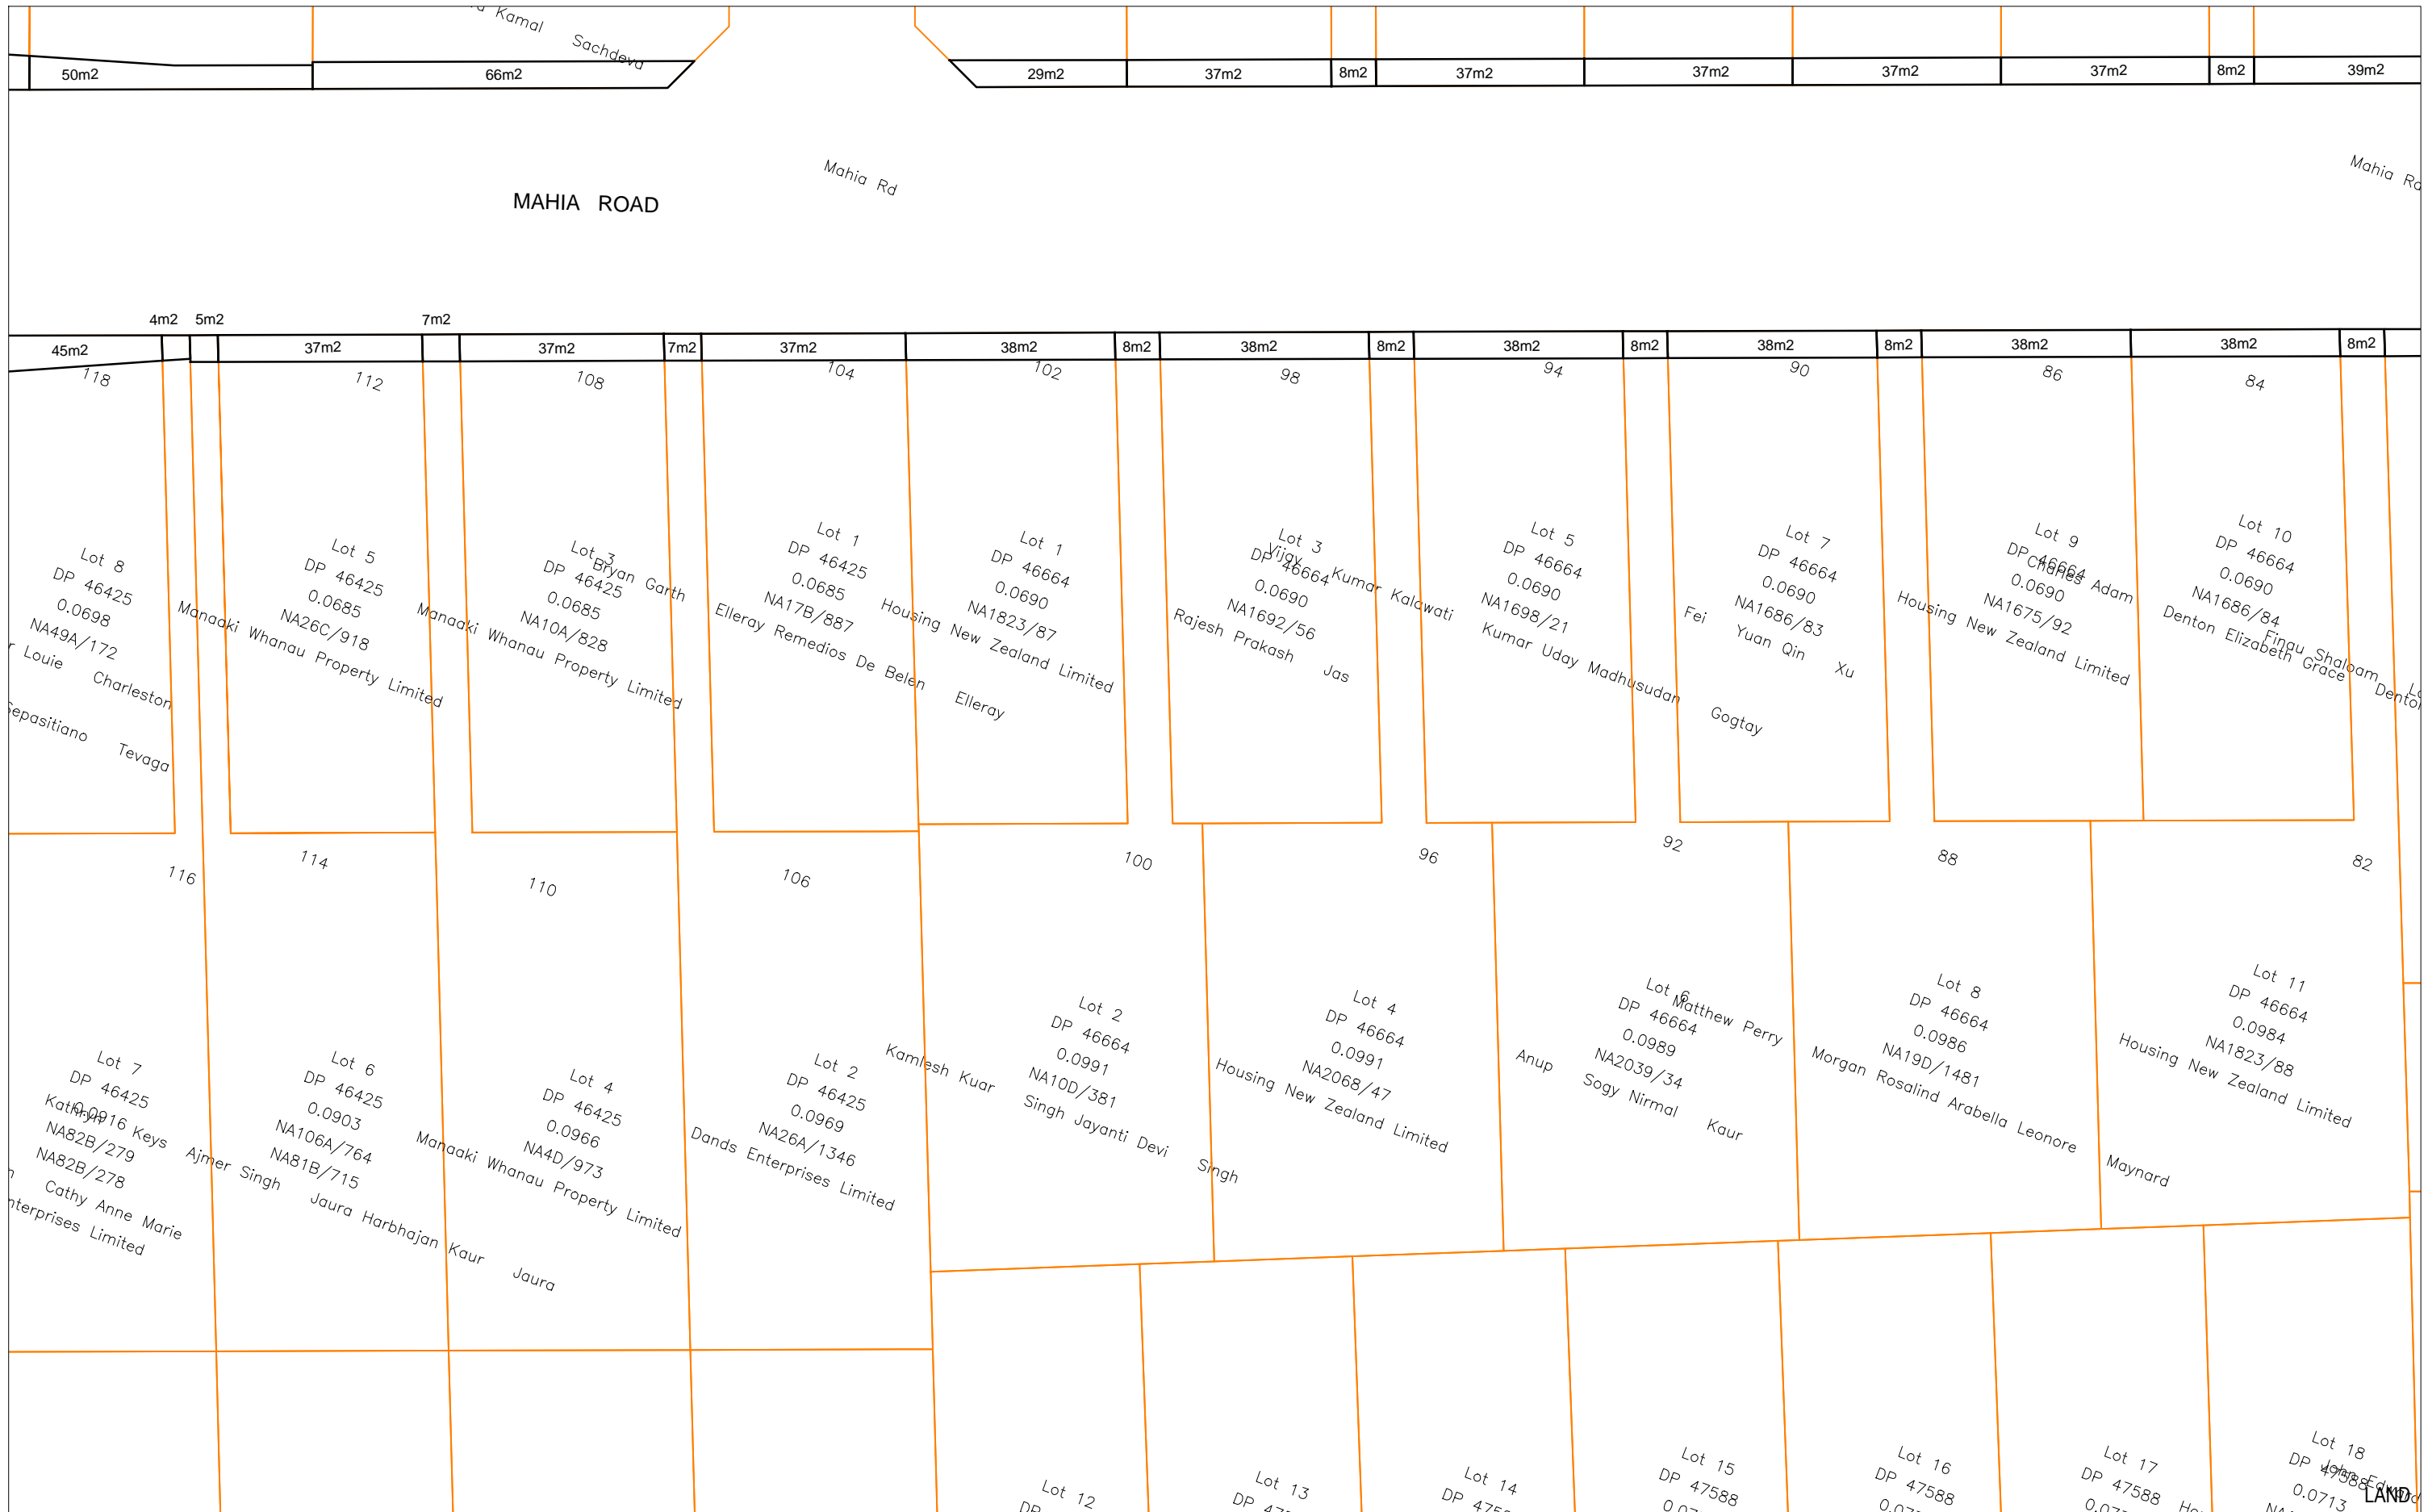 Kamal Sachdeva
50m2
66m2
29m2
37m2
8m2
37m2
37m2
37m2
37m2
8m2
39m2
Mahia Rd
Mahia Rd
MAHIA ROAD
4m2
5m2
7m2
45m2
37m2
37m2
7m2
37m2
38m2
8m2
38m2
8m2
38m2
8m2
38m2
8m2
38m2
38m2
8m2
118
112
108
104
102
98
94
90
86
84
Lot 8
DP 46425
0.0698
NA49A/172
Louie Charleston
Sepasitiano Tevaga
Lot 5
DP 46425
0.0685
NA26C/918
Manaaki Whanau Property Limited
Lot 3
DP 46425
0.0685
NA10A/828
Manaaki Whanau Property Limited
Lot 1
DP 46425
0.0685
NA17B/887
Bryan Garth Elleray Remedios De Belen Elleray
Lot 1
DP 46664
0.0690
NA1823/87
Housing New Zealand Limited
Lot 3
DP 46664
0.0690
NA1692/56
Rajesh Prakash Jas
Lot 5
DP 46664
0.0690
NA1698/21
Vijay Kumar Kalawati Kumar Uday Madhusudan Gogtay
Lot 7
DP 46664
0.0690
NA1686/83
Fei Yuan Qin Xu
Lot 9
DP 46664
0.0690
NA1675/92
Housing New Zealand Limited
Lot 10
DP 46664
0.0690
NA1686/84
Charles Adam Denton Elizabeth Grace Denton
Finau Shaloam
116
114
110
106
100
96
92
88
82
Lot 7
DP 46425
0.0916
NA82B/279
NA82B/278
Kathryn Keys
Cathy Anne Marie
Enterprises Limited
Lot 6
DP 46425
0.0903
NA106A/764
NA81B/715
Ajmer Singh Jaura Harbhajan Kaur Jaura
Lot 4
DP 46425
0.0966
NA4D/973
Manaaki Whanau Property Limited
Lot 2
DP 46425
0.0969
NA26A/1346
Dands Enterprises Limited
Lot 2
DP 46664
0.0991
NA10D/381
Kamlesh Kuar Singh Jayanti Devi Singh
Lot 4
DP 46664
0.0991
NA2068/47
Housing New Zealand Limited
Lot 6
DP 46664
0.0989
NA2039/34
Anup Sogy Nirmal Kaur
Lot 8
DP 46664
0.0986
NA19D/1481
Matthew Perry Morgan Rosalind Arabella Leonore Maynard
Lot 11
DP 46664
0.0984
NA1823/88
Housing New Zealand Limited
Lot 12
DP
Lot 13
DP
Lot 14
DP
Lot 15
DP 47588
Lot 16
DP 47588
Lot 17
DP 47588
Lot 18
DP 47588
0.0713
John Edward
LAND